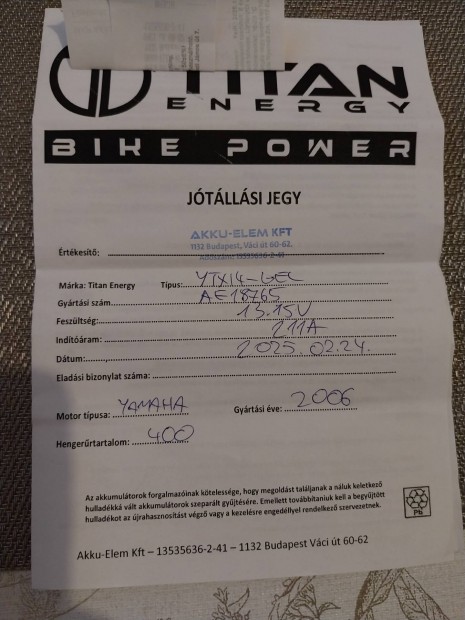 TITAN
ENERGY
BIKE POWER
JÓTÁLLÁSI JEGY
AKKU-ELEM KFT
1132 Budapest, Váci út 60-62.
Adószám: 13535636-2-41
Értékesítő:
Márka: Titan Energy Típus: YTX14-GEL
Gyártási szám AE18765
Feszültség: 13.15V
Indítóáram: 211A
Dátum: 2025.02.24.
Eladási bizonylat száma:
Motor típusa: YAMAHA Gyártási éve: 2006
Hengerűrtartalom: 400
Az akkumulátorok forgalmazóinak kötelessége, hogy megoldást találjanak a náluk keletkező
hulladékká vált akkumulátorok szeparált gyűjtésére. Emellett továbbítaniuk kell a begyűjtött
hulladékot az újrahasznosítást végző vagy a kezelésre engedéllyel rendelkező szervezetnek.
Pb
Akku-Elem Kft – 13535636-2-41 – 1132 Budapest Váci út 60-62